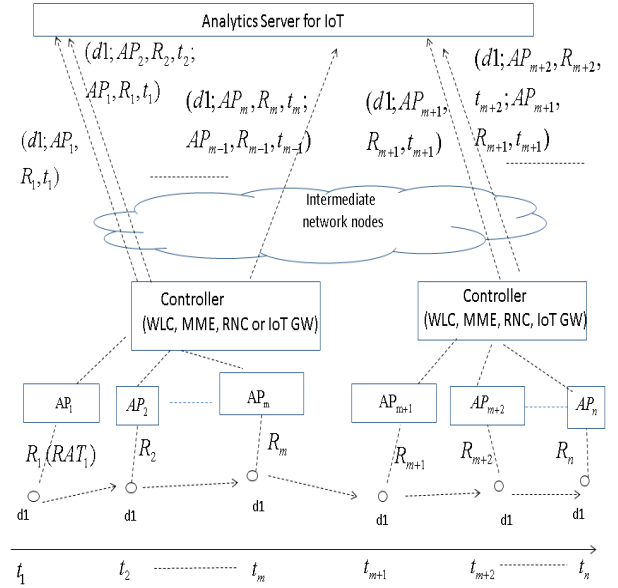 Analytics Server for IoT
(d1; AP₂, R₂, t₂;
AP₁, R₁, t₁)
(d1; AP₁,
R₁, t₁)
(d1; APₘ, Rₘ, tₘ;
APₘ₋₁, Rₘ₋₁, tₘ₋₁)
(d1; APₘ₊₁,
Rₘ₊₁, tₘ₊₁)
(d1; APₘ₊₂, Rₘ₊₂,
tₘ₊₂; APₘ₊₁,
Rₘ₊₁, tₘ₊₁)
Intermediate
network nodes
Controller
(WLC, MME, RNC or IoT GW)
Controller
(WLC, MME, RNC, IoT GW)
AP₁ AP₂ APₘ APₘ₊₁ APₘ₊₂ APₙ
R₁ (RAT₁) R₂ Rₘ Rₘ₊₁ Rₘ₊₂ Rₙ
d1 d1 d1 d1 d1 d1
t₁ t₂ tₘ tₘ₊₁ tₘ₊₂ tₙ